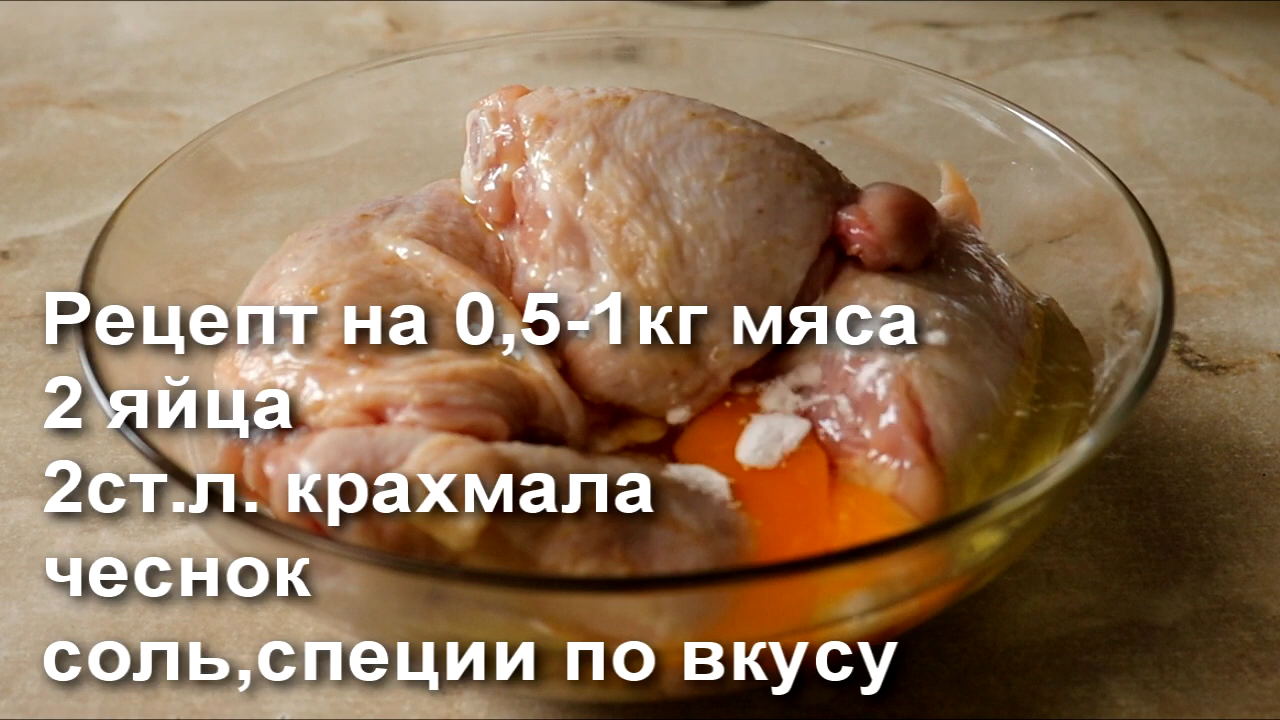 Рецепт на 0,5-1кг мяса
2 яйца
2ст.л. крахмала
чеснок
соль,специи по вкусу